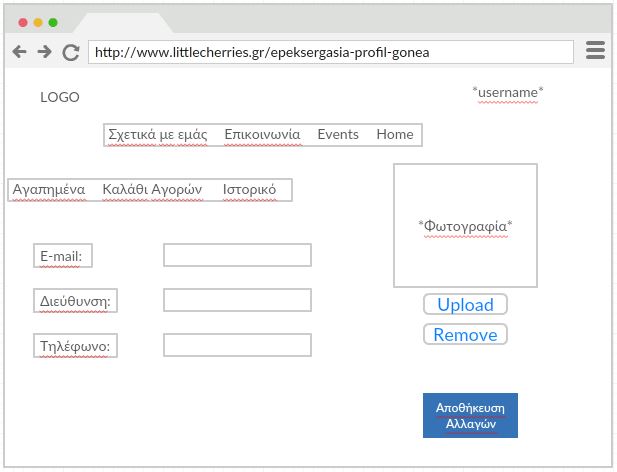 http://www.littlecherries.gr/epeksergasia-profil-gonea
LOGO
*username*
Σχετικά με εμάς Επικοινωνία Events Home
Αγαπημένα Καλάθι Αγορών Ιστορικό
*Φωτογραφία*
E-mail:
Διεύθυνση:
Τηλέφωνο:
Upload
Remove
Αποθήκευση
Αλλαγών